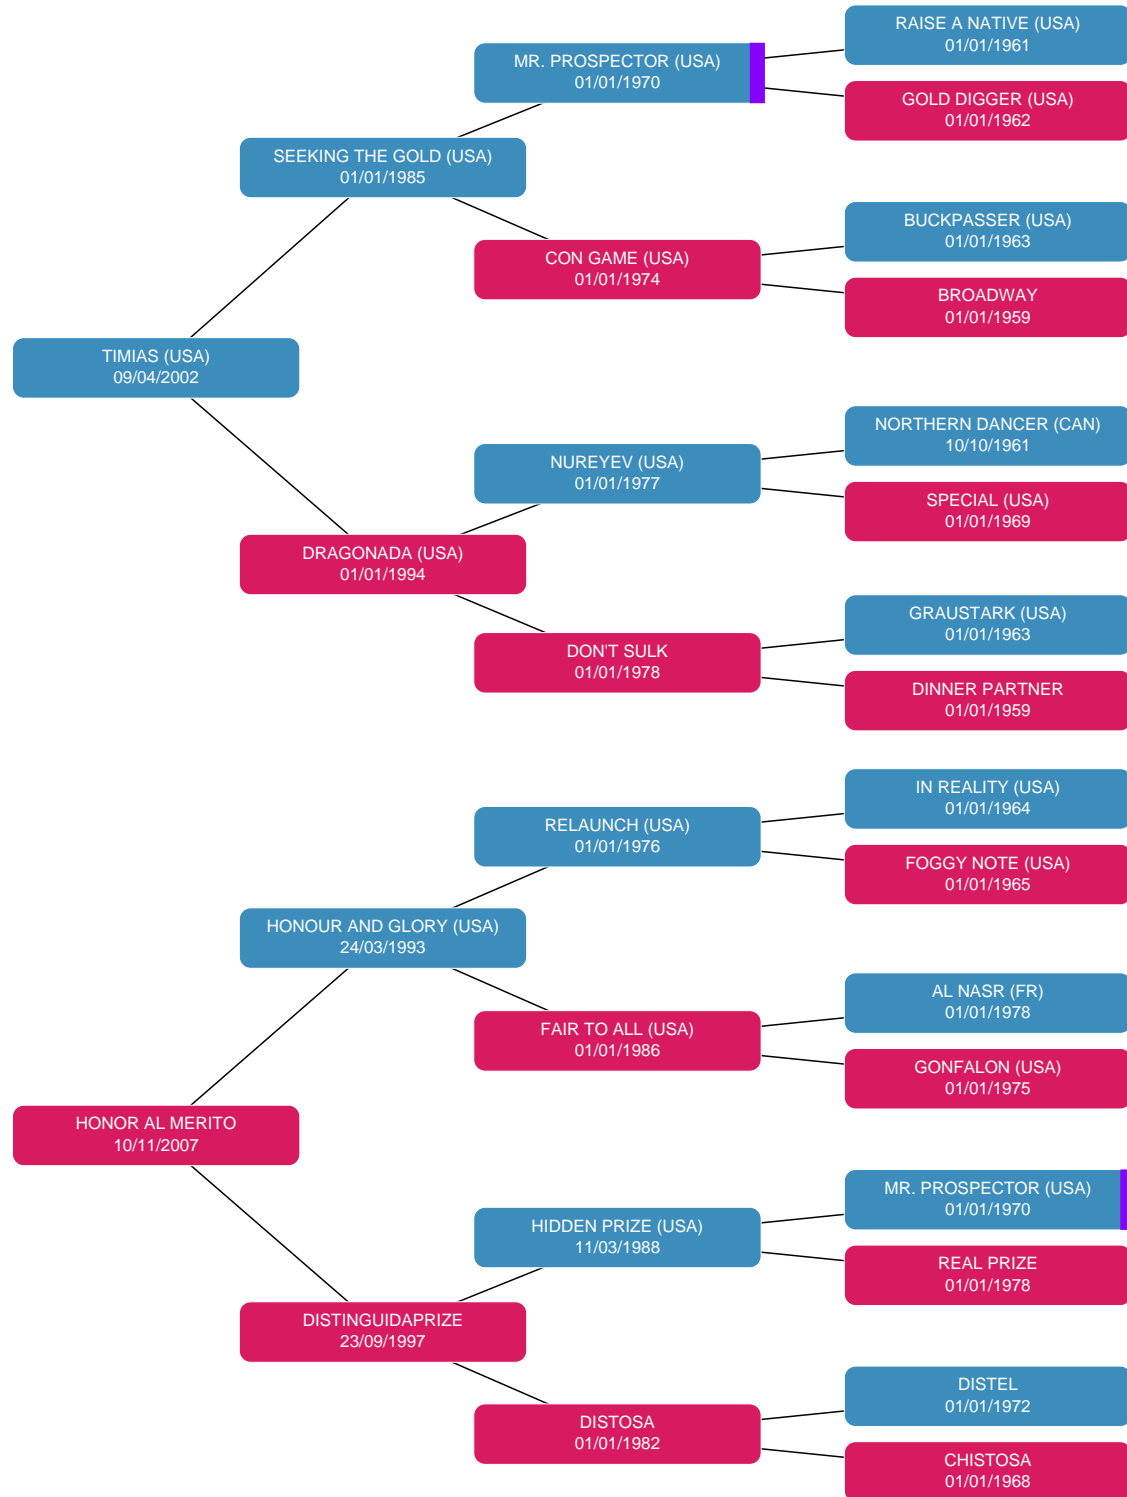 RAISE A NATIVE (USA)
01/01/1961
MR. PROSPECTOR (USA)
01/01/1970
GOLD DIGGER (USA)
01/01/1962
SEEKING THE GOLD (USA)
01/01/1985
BUCKPASSER (USA)
01/01/1963
CON GAME (USA)
01/01/1974
BROADWAY
01/01/1959
TIMIAS (USA)
09/04/2002
NORTHERN DANCER (CAN)
10/10/1961
NUREYEV (USA)
01/01/1977
SPECIAL (USA)
01/01/1969
DRAGONADA (USA)
01/01/1994
GRAUSTARK (USA)
01/01/1963
DON'T SULK
01/01/1978
DINNER PARTNER
01/01/1959
IN REALITY (USA)
01/01/1964
RELAUNCH (USA)
01/01/1976
FOGGY NOTE (USA)
01/01/1965
HONOUR AND GLORY (USA)
24/03/1993
AL NASR (FR)
01/01/1978
FAIR TO ALL (USA)
01/01/1986
GONFALON (USA)
01/01/1975
HONOR AL MERITO
10/11/2007
MR. PROSPECTOR (USA)
01/01/1970
HIDDEN PRIZE (USA)
11/03/1988
REAL PRIZE
01/01/1978
DISTINGUIDAPRIZE
23/09/1997
DISTEL
01/01/1972
DISTOSA
01/01/1982
CHISTOSA
01/01/1968